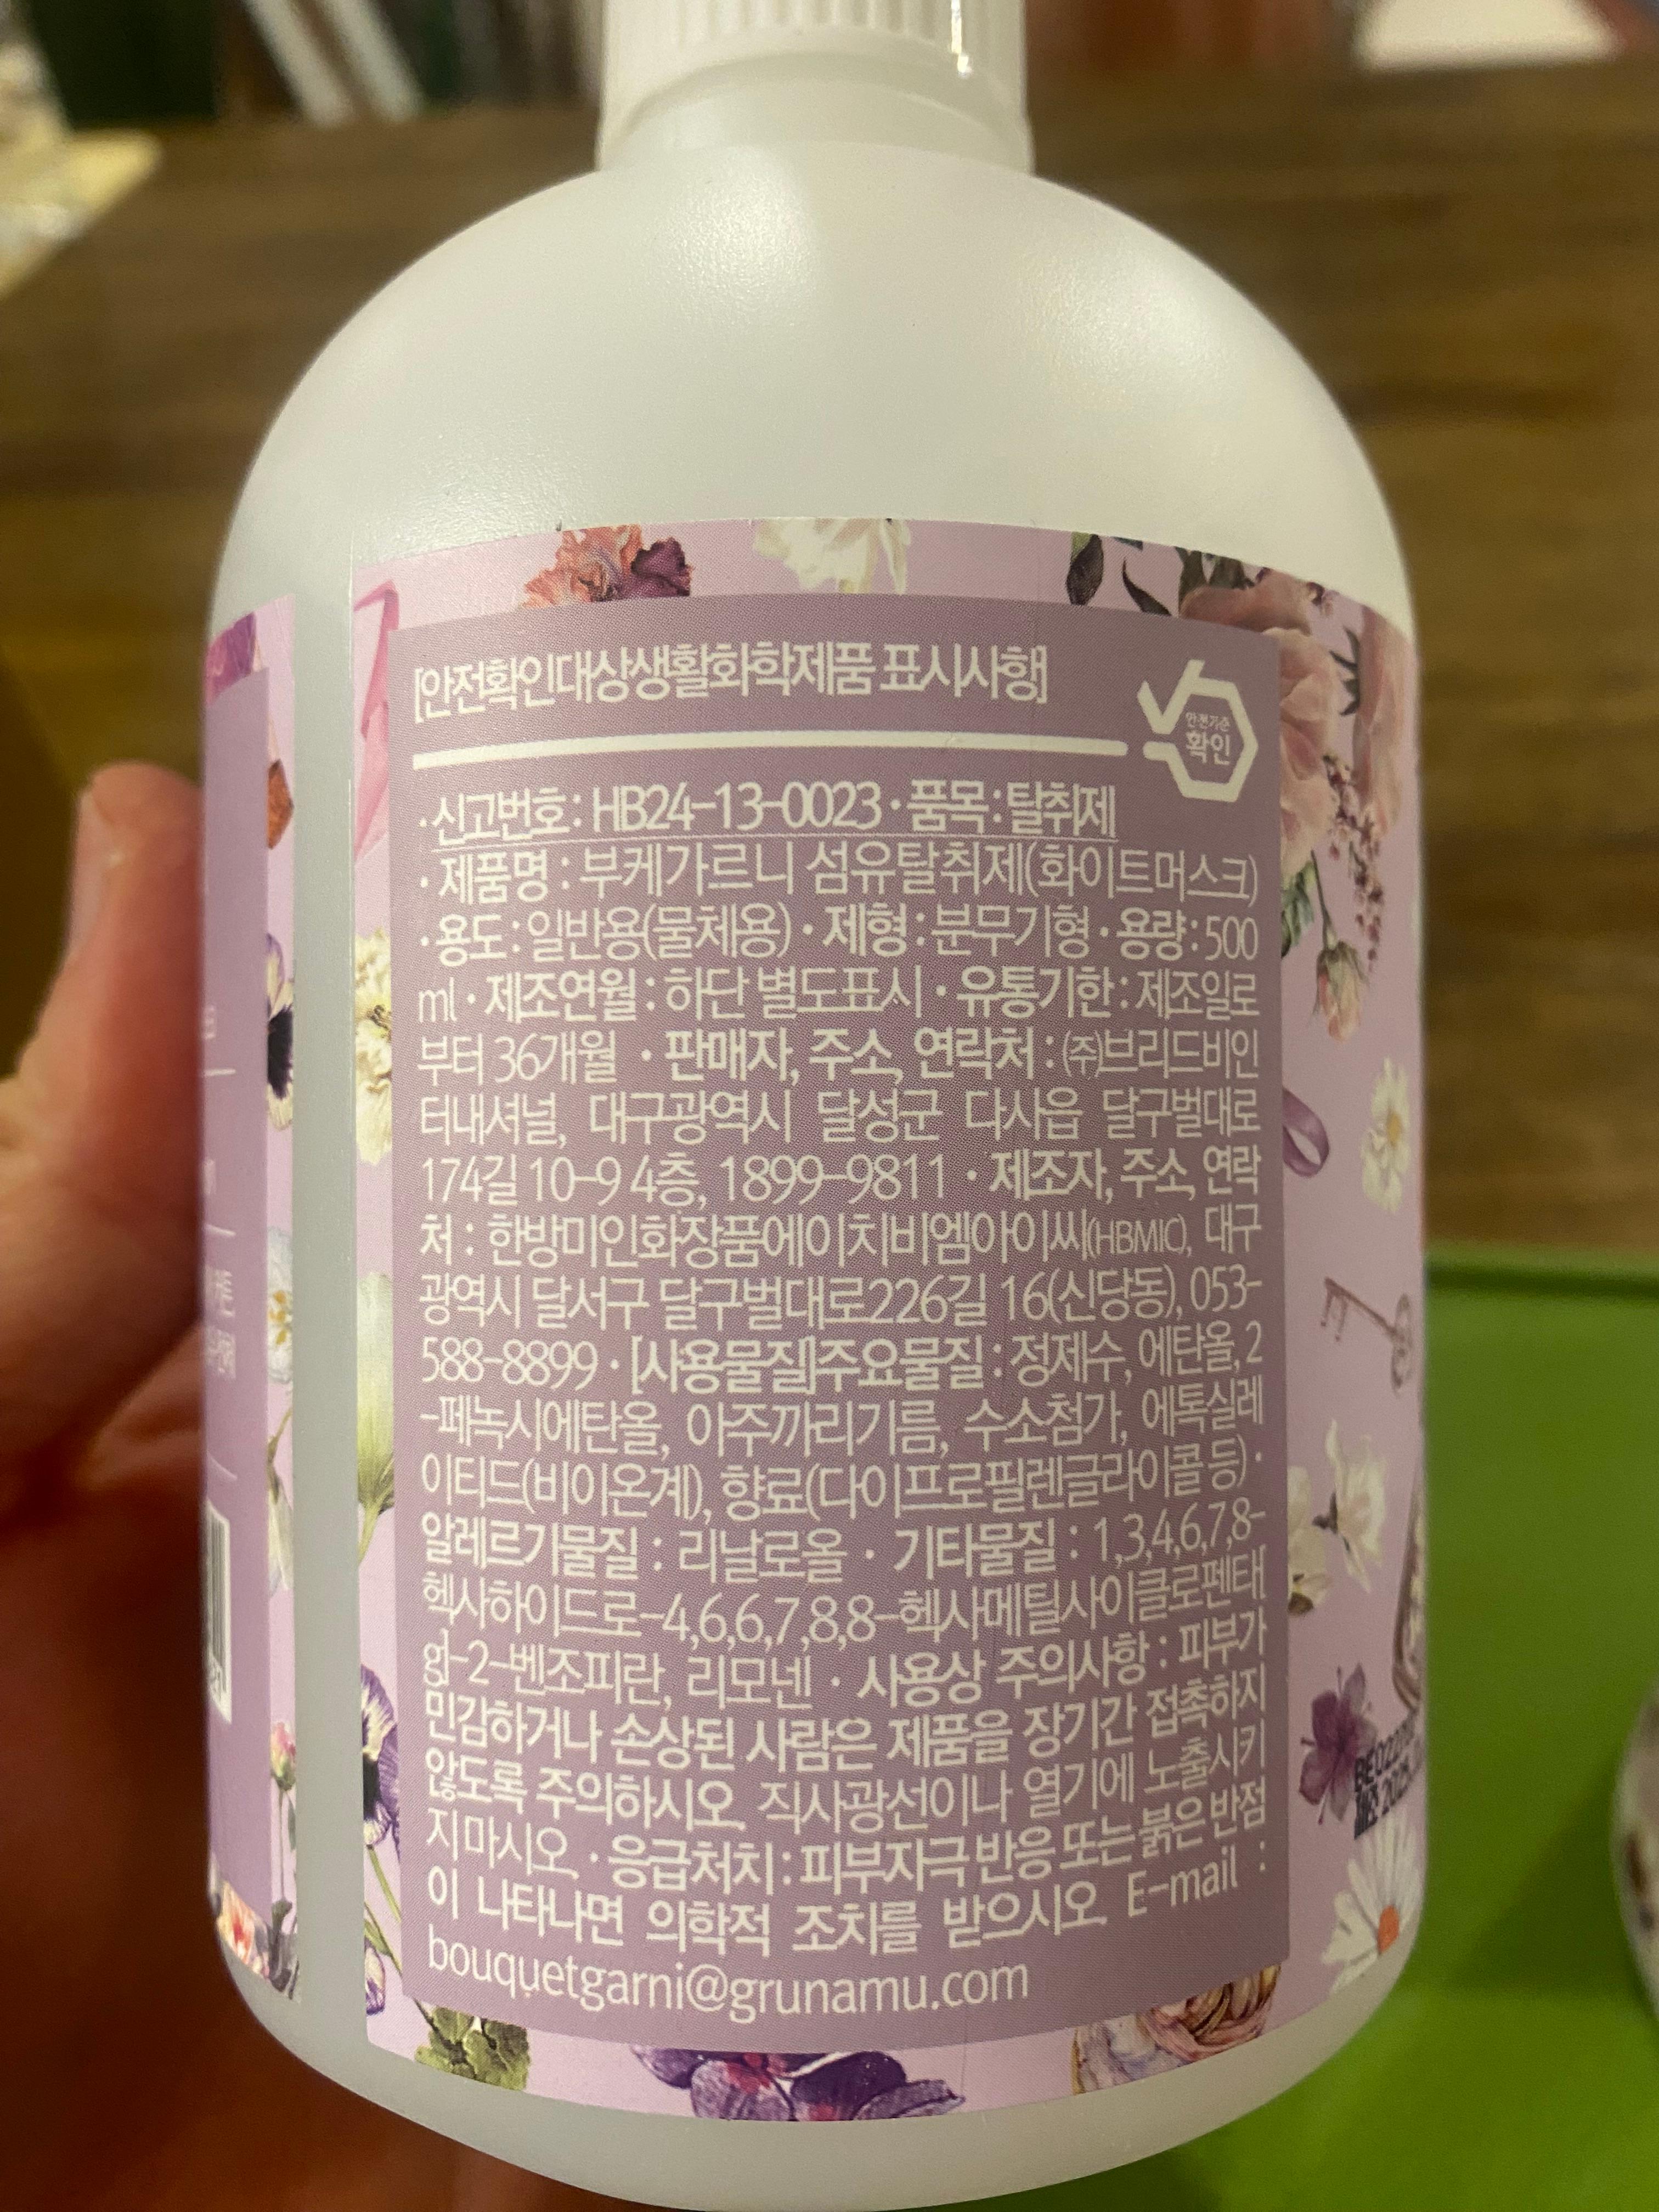 [안전확인대상생활화학제품 표시사항]
안전기준
확인
· 신고번호 : HB24-13-0023 · 품목 : 탈취제
· 제품명 : 부케가르니 섬유탈취제(화이트머스크)
· 용도 : 일반용(물체용) · 제형 : 분무기형 · 용량 : 500
ml · 제조연월 : 하단 별도표시 · 유통기한 : 제조일로
부터 36개월 · 판매자, 주소, 연락처 : ㈜브리드비인
터내셔널, 대구광역시 달성군 다사읍 달구벌대로
174길 10-9 4층, 1899-9811 · 제조자, 주소, 연락
처 : 한방미인화장품에이치비엠아이씨(HBMIC), 대구
광역시 달서구 달구벌대로226길 16(신당동), 053-
588-8899 · [사용물질]주요물질 : 정제수, 에탄올, 2
-페녹시에탄올, 아주까리기름, 수소첨가, 에톡실레
이티드(비이온계), 향료(다이프로필렌글라이콜 등) ·
알레르기물질 : 리날로올 · 기타물질 : 1,3,4,6,7,8-
헥사하이드로-4,6,6,7,8,8-헥사메틸사이클로펜타
g-2-벤조피란, 리모넨 · 사용상 주의사항 : 피부가
민감하거나 손상된 사람은 제품을 장기간 접촉하지
않도록 주의하시오. 직사광선이나 열기에 노출시키
지 마시오. · 응급처치 : 피부자극 반응 또는 붉은 반점
이 나타나면 의학적 조치를 받으시오. E-mail :
bouquetgarni@grunamu.com